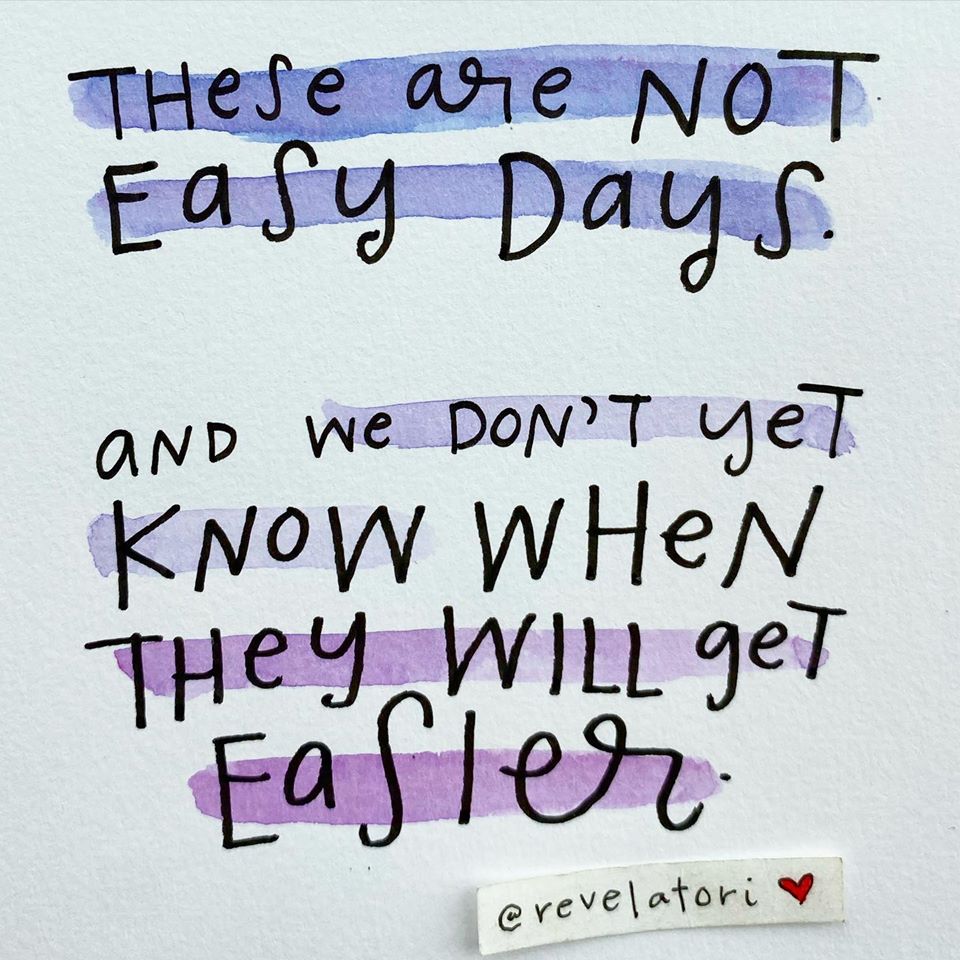 THese are NOT
Easy Days.
aND we DON'T yeT
KNOW WHeN
THey WILL geT
EasIer.
@revelatori